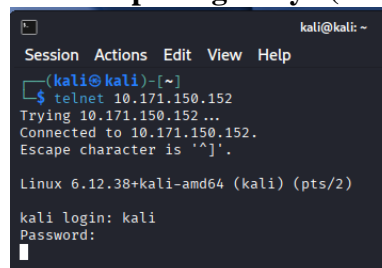 kali@kali: ~
Session Actions Edit View Help
┌──(kali㉿kali)-[~]
└─$ telnet 10.171.150.152
Trying 10.171.150.152...
Connected to 10.171.150.152.
Escape character is '^]'.
Linux 6.12.38+kali-amd64 (kali) (pts/2)
kali login: kali
Password: